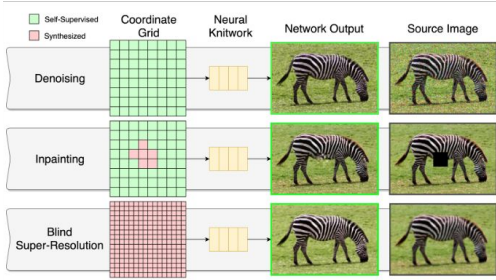 Self-Supervised
Synthesized
Coordinate
Grid
Neural
Knitwork
Network Output
Source Image
Denoising
Inpainting
Blind
Super-Resolution